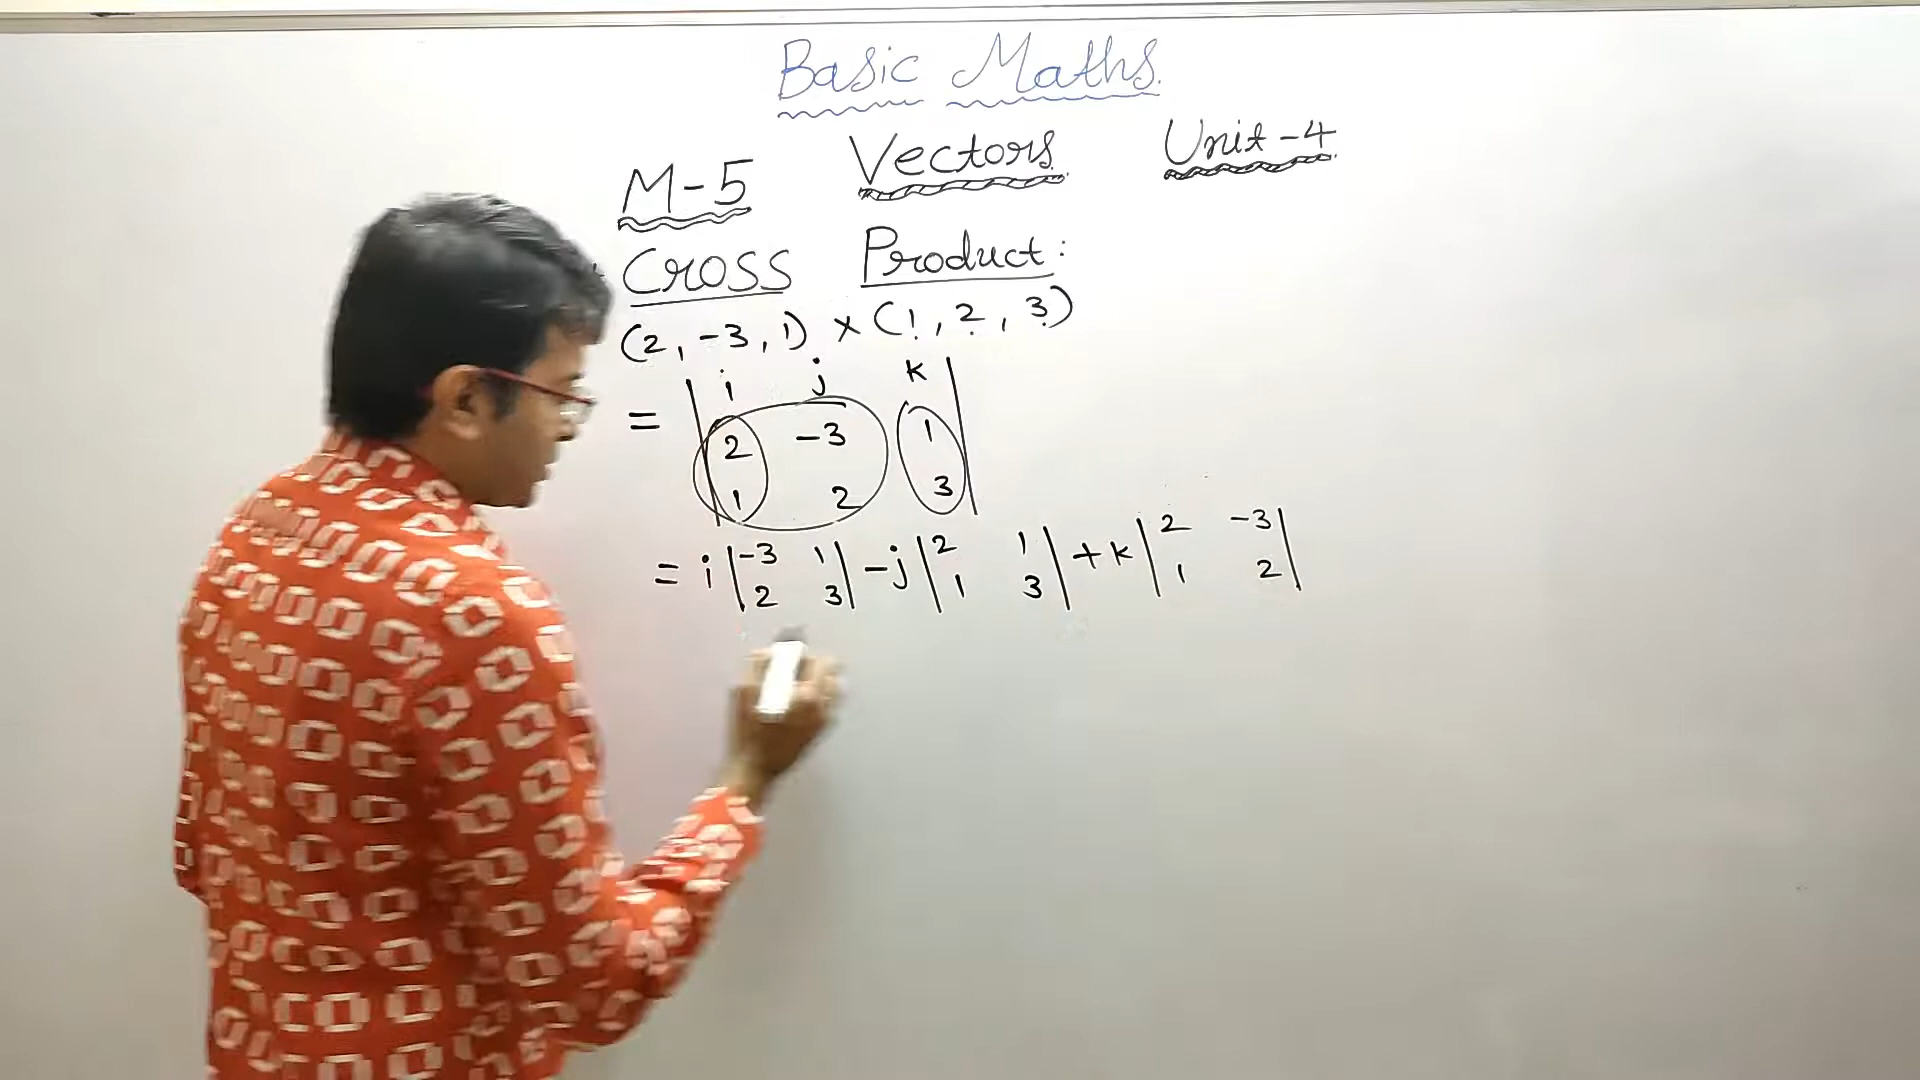 Basic Maths.
M-5 Vectors Unit-4
Cross Product:
(2, -3, 1) × (1, 2, 3)
= | i j k |
| 2 -3 1 |
| 1 2 3 |
= i | -3 1 | - j | 2 1 | + k | 2 -3 |
| 2 3 | | 1 3 | | 1 2 |